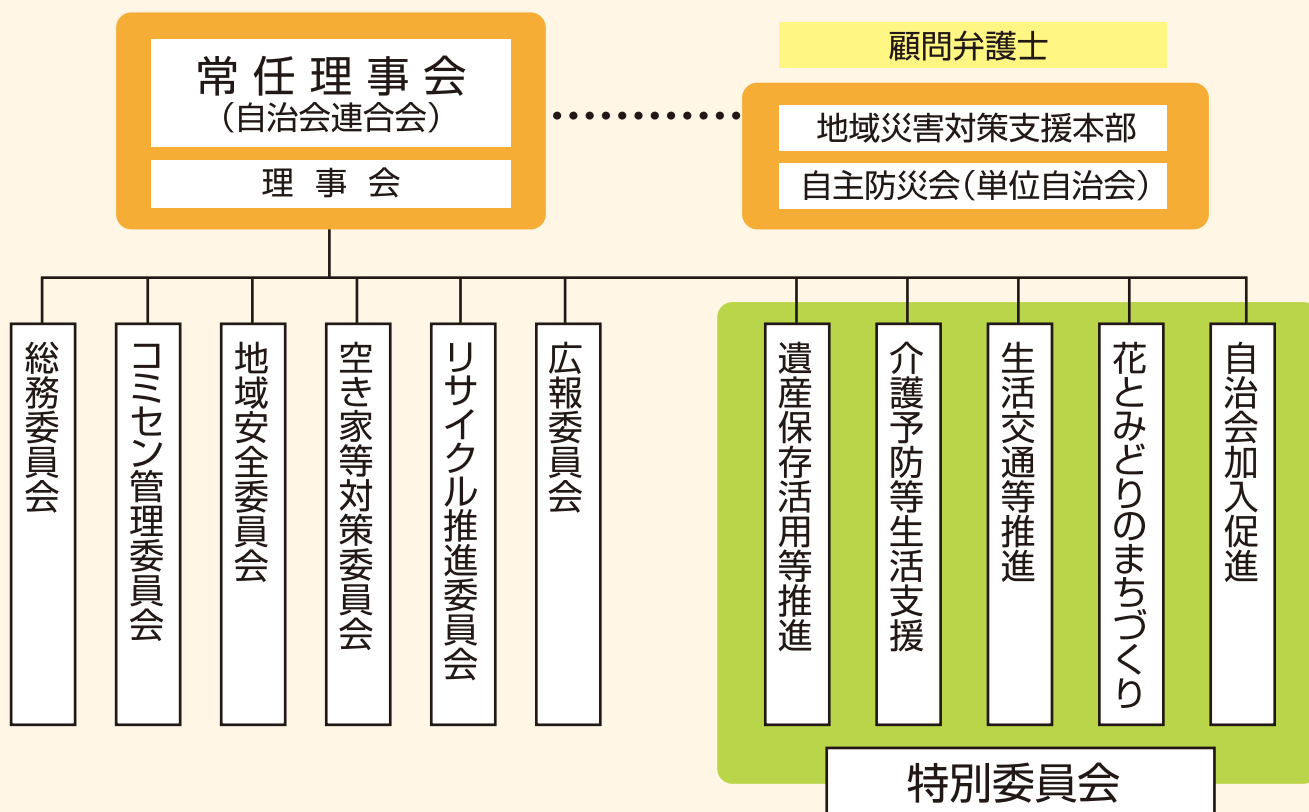 常任理事会
（自治会連合会）
理事会
顧問弁護士
地域災害対策支援本部
自主防災会（単位自治会）
総務委員会
コミセン管理委員会
地域安全委員会
空き家等対策委員会
リサイクル推進委員会
広報委員会
遺産保存活用等推進
介護予防等生活支援
生活交通等推進
花とみどりのまちづくり
自治会加入促進
特別委員会